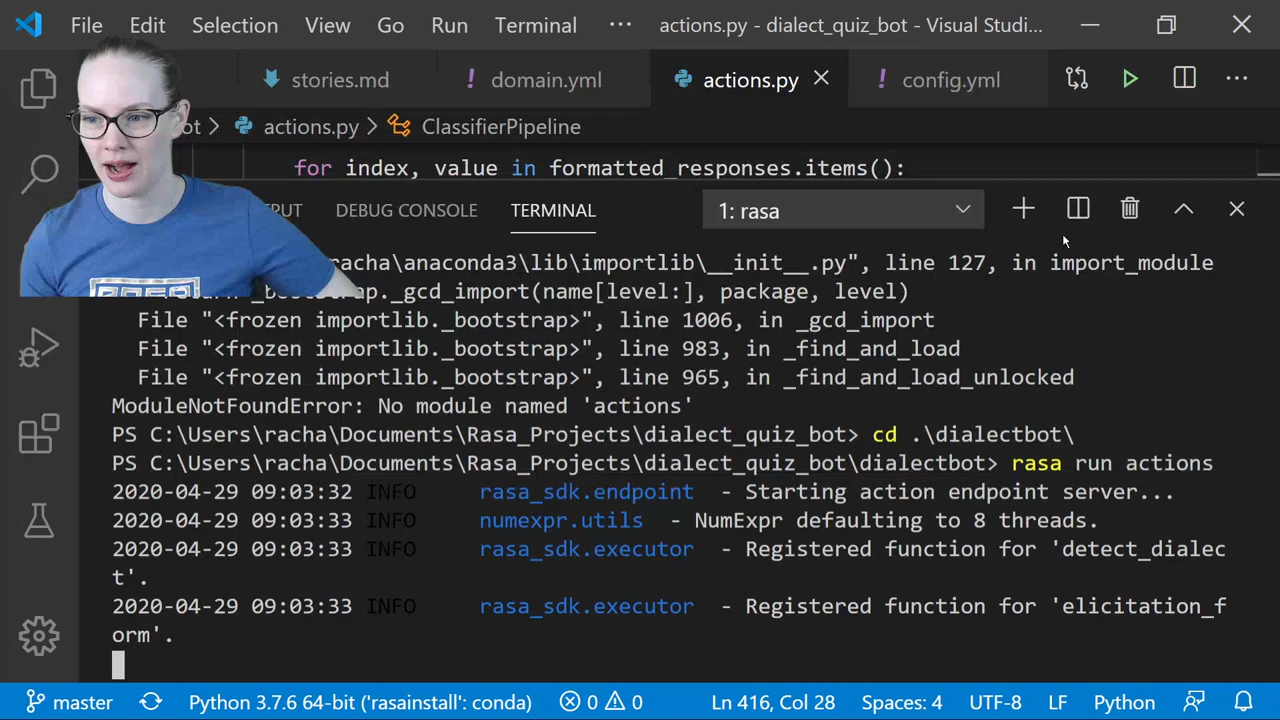 File Edit Selection View Go Run Terminal ··· actions.py - dialect_quiz_bot - Visual Studi...
stories.md ! domain.yml actions.py ! config.yml ···
ot > actions.py > ClassifierPipeline
for index, value in formatted_responses.items():
PUT DEBUG CONSOLE TERMINAL 1: rasa
racha\anaconda3\lib\importlib\__init__.py", line 127, in import_module
_bootstrap._gcd_import(name[level:], package, level)
File "<frozen importlib._bootstrap>", line 1006, in _gcd_import
File "<frozen importlib._bootstrap>", line 983, in _find_and_load
File "<frozen importlib._bootstrap>", line 965, in _find_and_load_unlocked
ModuleNotFoundError: No module named 'actions'
PS C:\Users\racha\Documents\Rasa_Projects\dialect_quiz_bot> cd .\dialectbot\
PS C:\Users\racha\Documents\Rasa_Projects\dialect_quiz_bot\dialectbot> rasa run actions
2020-04-29 09:03:32 INFO rasa_sdk.endpoint - Starting action endpoint server...
2020-04-29 09:03:33 INFO numexpr.utils - NumExpr defaulting to 8 threads.
2020-04-29 09:03:33 INFO rasa_sdk.executor - Registered function for 'detect_dialec
t'.
2020-04-29 09:03:33 INFO rasa_sdk.executor - Registered function for 'elicitation_f
orm'.
master Python 3.7.6 64-bit ('rasainstall': conda) 0 0 Ln 416, Col 28 Spaces: 4 UTF-8 LF Python